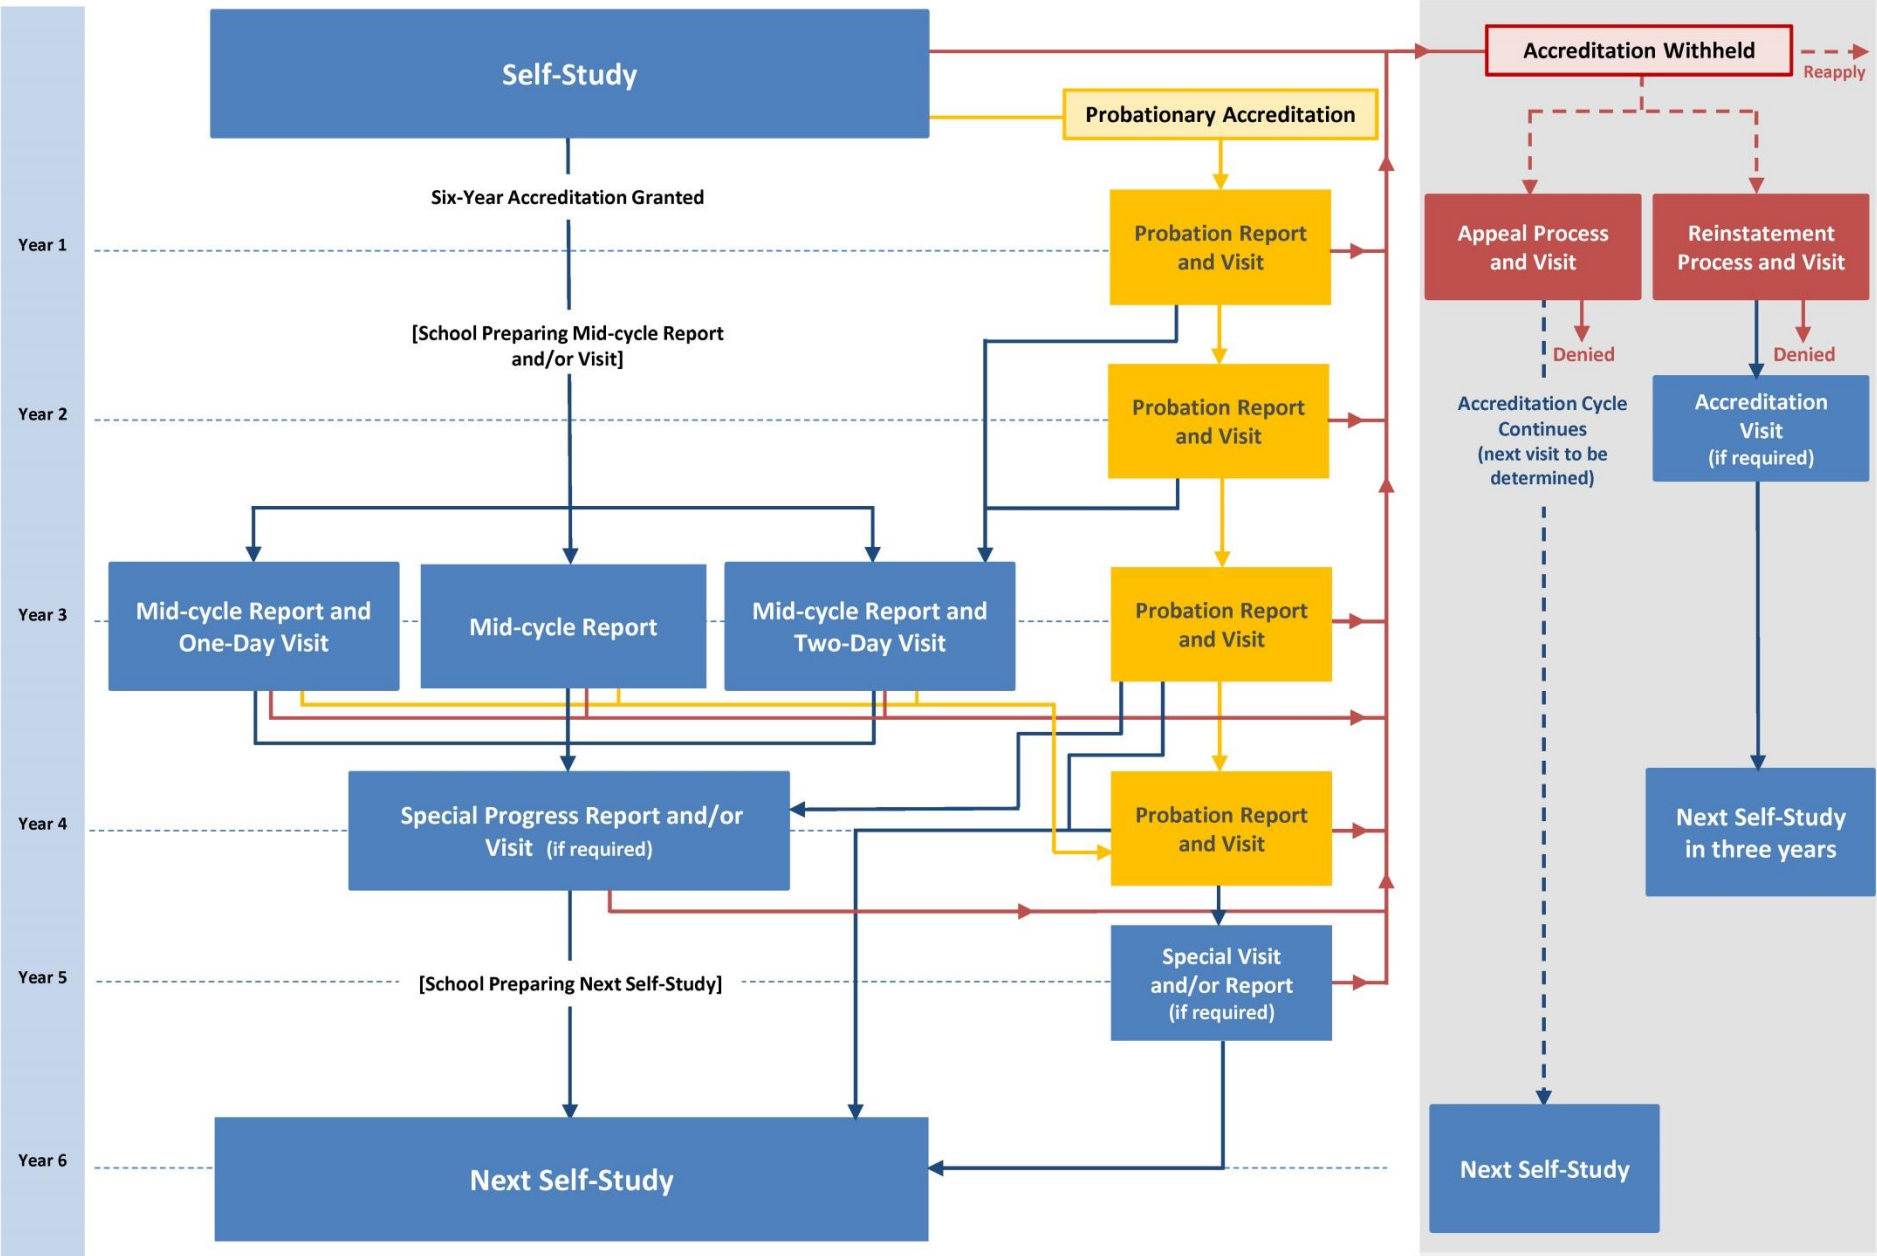 Self-Study
Accreditation Withheld
Reapply
Probationary Accreditation
Six-Year Accreditation Granted
Year 1
Probation Report
and Visit
Appeal Process
and Visit
Reinstatement
Process and Visit
[School Preparing Mid-cycle Report
and/or Visit]
Denied
Denied
Year 2
Probation Report
and Visit
Accreditation Cycle
Continues
(next visit to be
determined)
Accreditation
Visit
(if required)
Year 3
Mid-cycle Report and
One-Day Visit
Mid-cycle Report
Mid-cycle Report and
Two-Day Visit
Probation Report
and Visit
Year 4
Special Progress Report and/or
Visit (if required)
Probation Report
and Visit
Next Self-Study
in three years
Year 5
[School Preparing Next Self-Study]
Special Visit
and/or Report
(if required)
Year 6
Next Self-Study
Next Self-Study